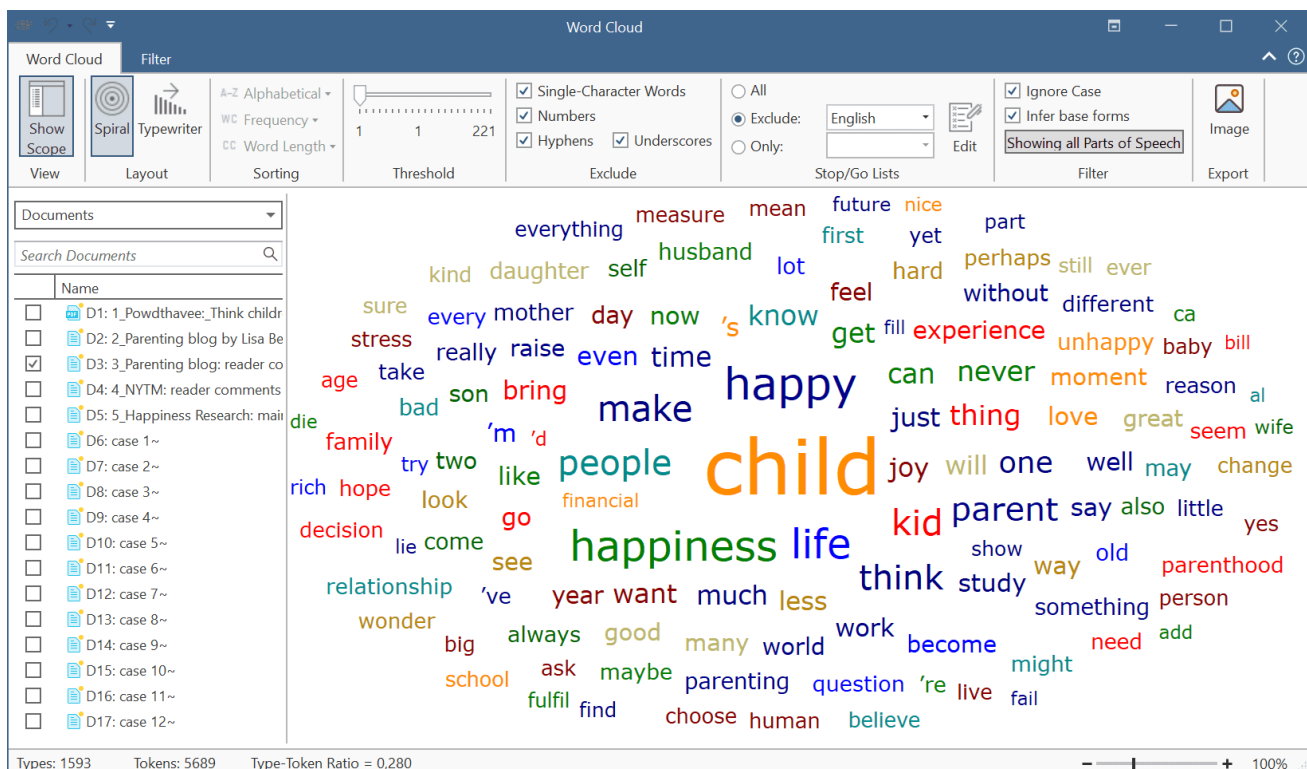 Word Cloud
Word Cloud Filter
Show Scope
Spiral Typewriter
A-Z Alphabetical
WC Frequency
CC Word Length
1 1 221
Single-Character Words
Numbers
Hyphens Underscores
All
Exclude: English
Only:
Edit
Ignore Case
Infer base forms
Showing all Parts of Speech
Image
View Layout Sorting Threshold Exclude Stop/Go Lists Filter Export
Documents
Search Documents
Name
D1: 1_Powdthavee:_Think childr
D2: 2_Parenting blog by Lisa Be
D3: 3_Parenting blog: reader co
D4: 4_NYTM: reader comments
D5: 5_Happiness Research: main
D6: case 1~
D7: case 2~
D8: case 3~
D9: case 4~
D10: case 5~
D11: case 6~
D12: case 7~
D13: case 8~
D14: case 9~
D15: case 10~
D16: case 11~
D17: case 12~
everything measure mean future nice
first yet part
kind daughter self husband lot hard perhaps still ever
sure every mother day now 's know feel without different ca
stress really raise even time get fill experience unhappy baby bill
age take son bring happy can never moment reason al
die bad make just thing love great seem wife
family 'm 'd child
try two like people joy will one well may change
rich hope look financial
decision go kid parent say also little yes
lie come see happiness life show way old parenthood
relationship 've year want much less think study something person
wonder big always good many world work become need add
school ask maybe parenting question 're live might
fulfil find choose human believe fail
Types: 1593 Tokens: 5689 Type-Token Ratio = 0,280 100%